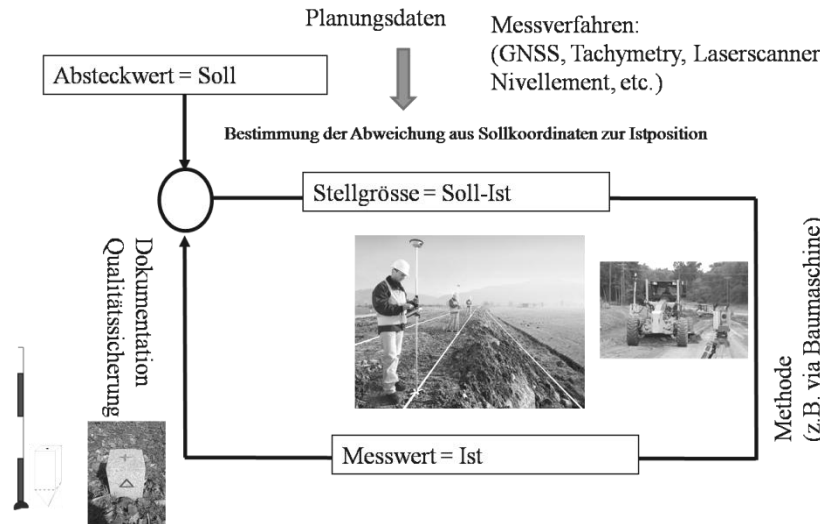 Planungsdaten
Messverfahren:
(GNSS, Tachymetry, Laserscanner
Nivellement, etc.)
Absteckwert = Soll
Bestimmung der Abweichung aus Sollkoordinaten zur Istposition
Stellgrösse = Soll-Ist
Dokumentation
Qualitätssicherung
Methode
(z.B. via Baumaschine)
Messwert = Ist